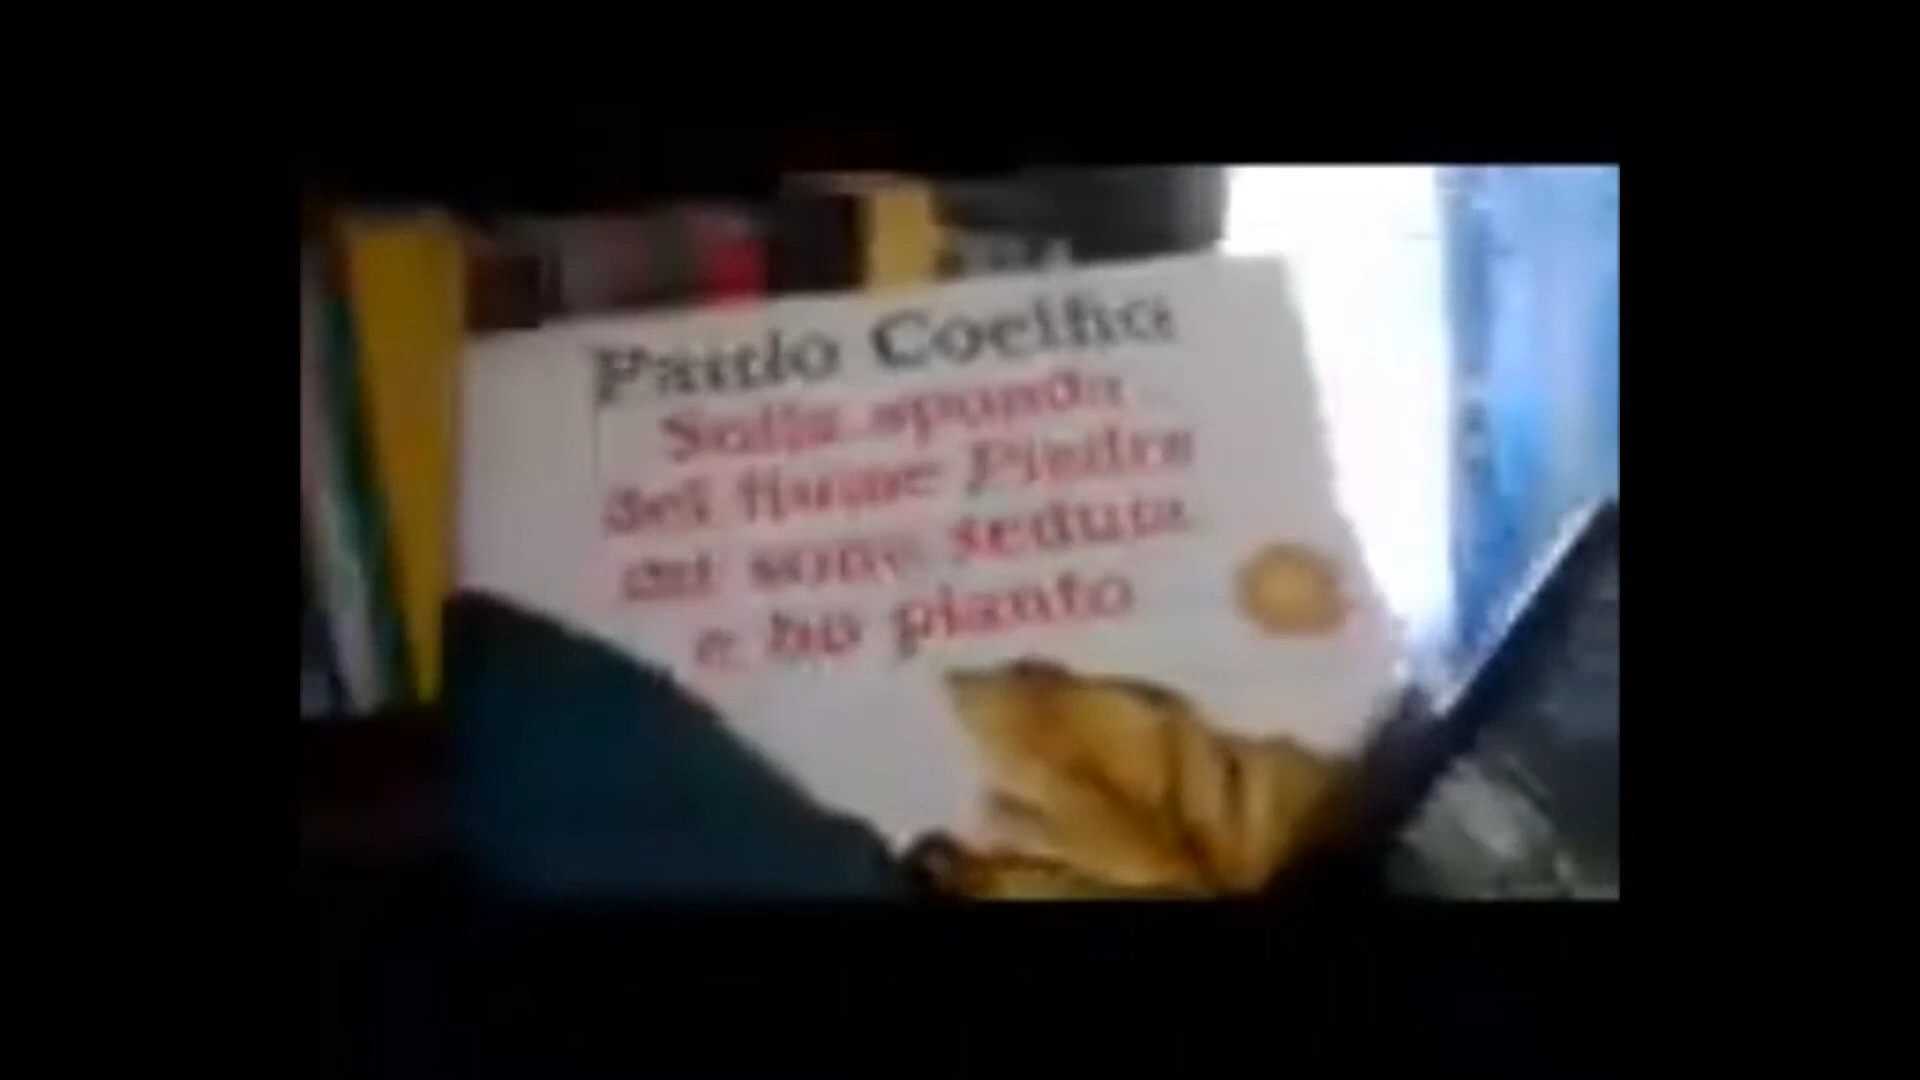 Paulo Coelho
Sulla sponda
del fiume Piedra
mi sono seduta
e ho pianto